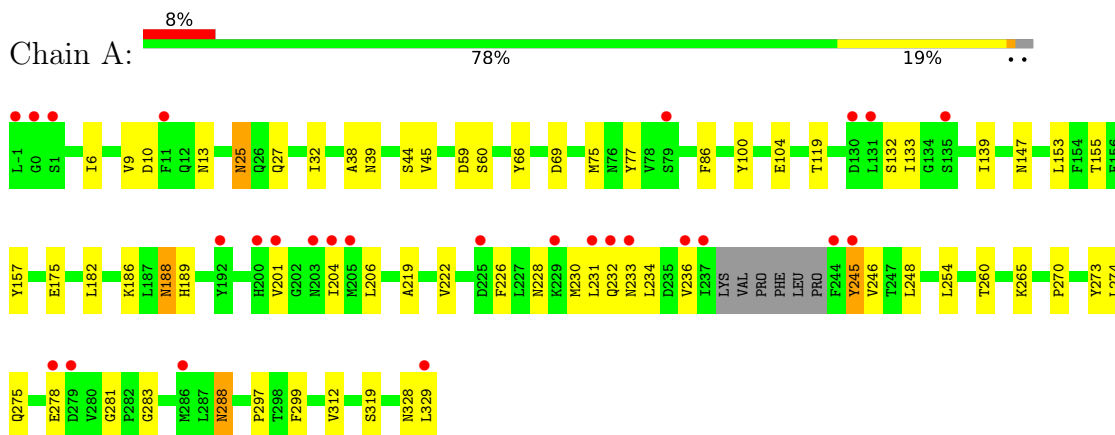 8%
Chain A:
78% 19% • •
L-1 G0 S1 I6 V9 D10 F11 Q12 N13 N25 Q26 Q27 I32 A38 N39 S44 V45 D59 S60 Y66 D69 M75 N76 Y77 V78 S79 F86 Y100 E104 T119 D130 L131 S132 I133 G134 S135 I139 N147 L153 F154 T155 E156
Y157 E175 L182 K186 L187 N188 H189 Y192 H200 V201 G202 N203 I204 M205 L206 A219 V222 D225 F226 L227 N228 K229 M230 L231 Q232 N233 L234 D235 V236 I237 LYS VAL PRO PHE LEU PRO F244 Y245 V246 T247 L248 L254 T260 K265 P270 Y273 L274
Q275 E278 D279 V280 G281 P282 G283 M286 L287 N288 P297 T298 F299 V312 S319 N328 L329